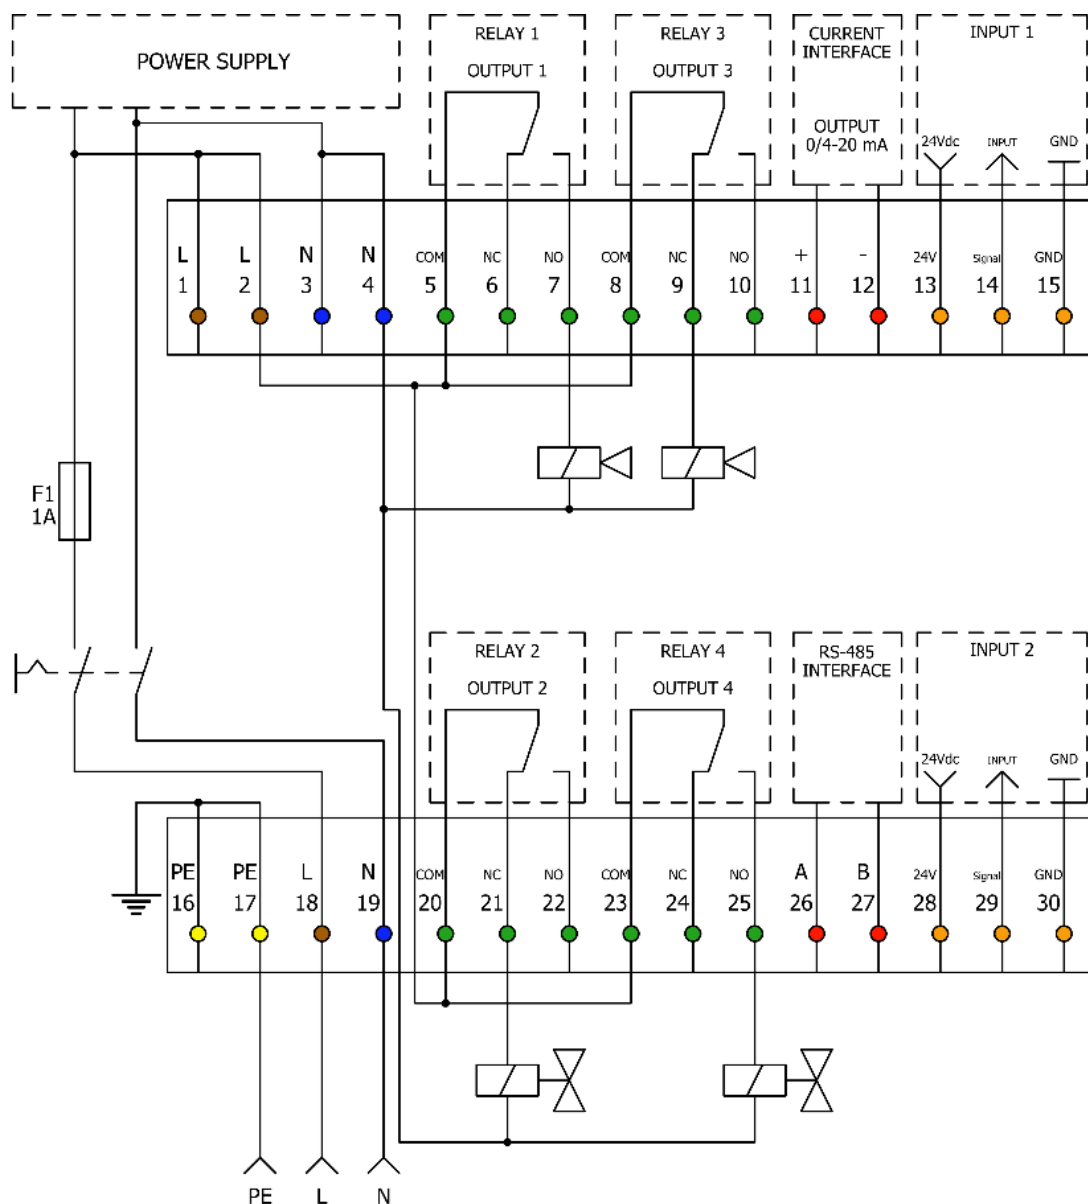 POWER SUPPLY
RELAY 1
OUTPUT 1
RELAY 3
OUTPUT 3
CURRENT
INTERFACE
OUTPUT
0/4-20 mA
INPUT 1
24Vdc INPUT GND
L L N N COM NC NO COM NC NO + - 24V Signal GND
1 2 3 4 5 6 7 8 9 10 11 12 13 14 15
F1
1A
RELAY 2
OUTPUT 2
RELAY 4
OUTPUT 4
RS-485
INTERFACE
INPUT 2
24Vdc INPUT GND
PE PE L N COM NC NO COM NC NO A B 24V Signal GND
16 17 18 19 20 21 22 23 24 25 26 27 28 29 30
PE L N